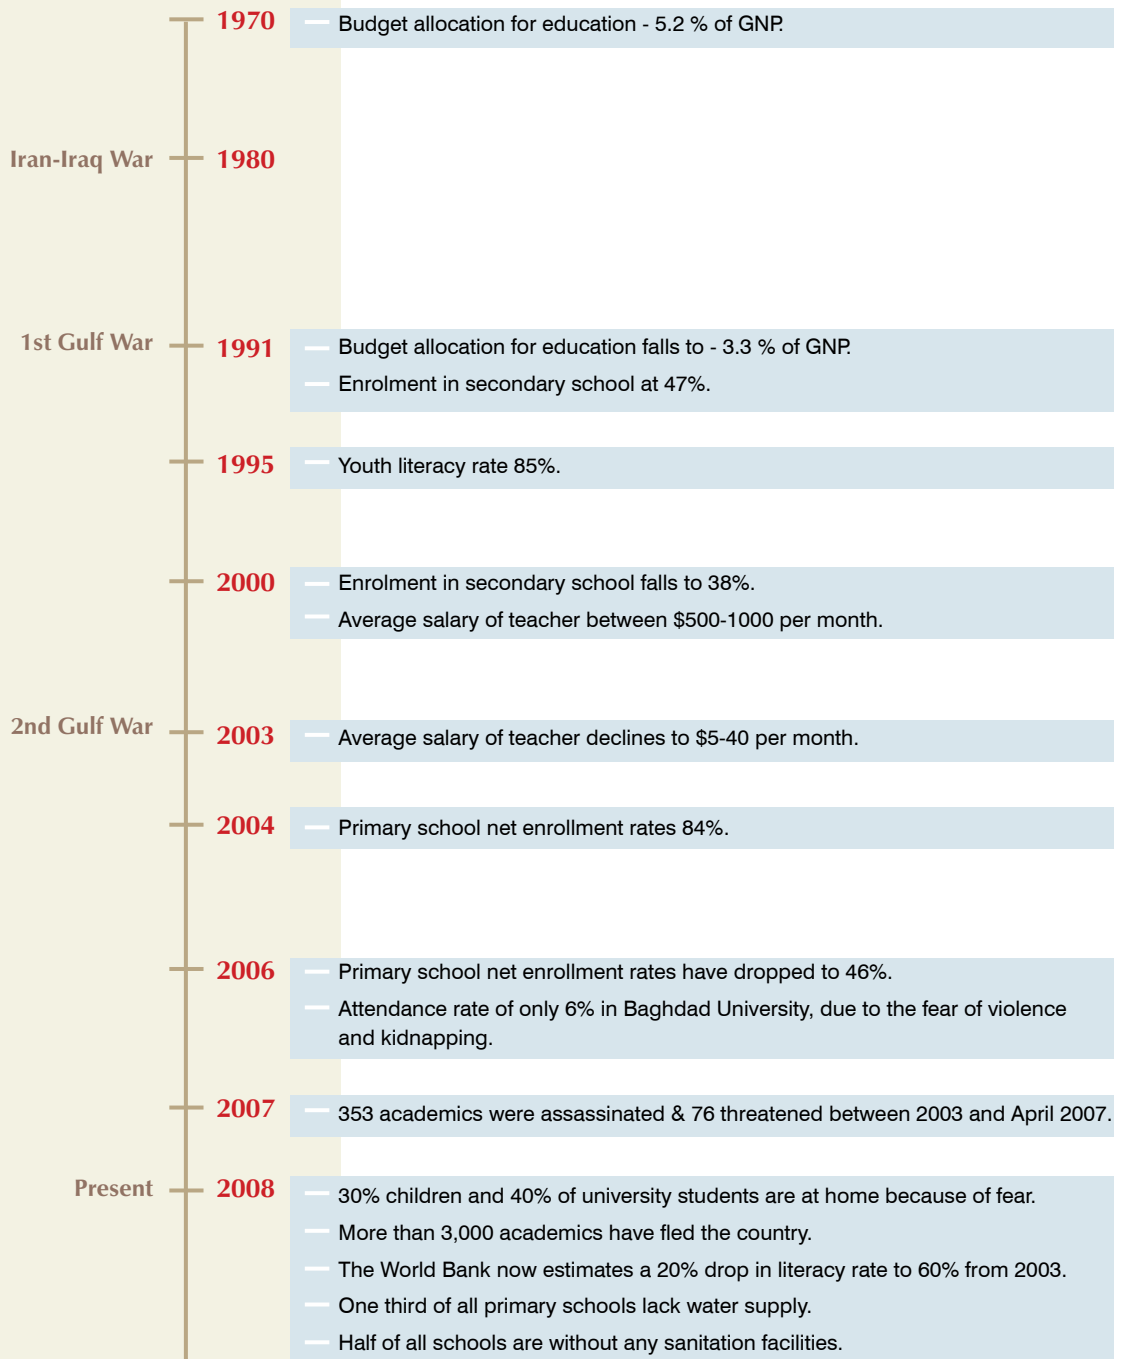 1970
Budget allocation for education - 5.2 % of GNP.
Iran-Iraq War
1980
1st Gulf War
1991
Budget allocation for education falls to - 3.3 % of GNP.
Enrolment in secondary school at 47%.
1995
Youth literacy rate 85%.
2000
Enrolment in secondary school falls to 38%.
Average salary of teacher between $500-1000 per month.
2nd Gulf War
2003
Average salary of teacher declines to $5-40 per month.
2004
Primary school net enrollment rates 84%.
2006
Primary school net enrollment rates have dropped to 46%.
Attendance rate of only 6% in Baghdad University, due to the fear of violence
and kidnapping.
2007
353 academics were assassinated & 76 threatened between 2003 and April 2007.
Present
2008
30% children and 40% of university students are at home because of fear.
More than 3,000 academics have fled the country.
The World Bank now estimates a 20% drop in literacy rate to 60% from 2003.
One third of all primary schools lack water supply.
Half of all schools are without any sanitation facilities.